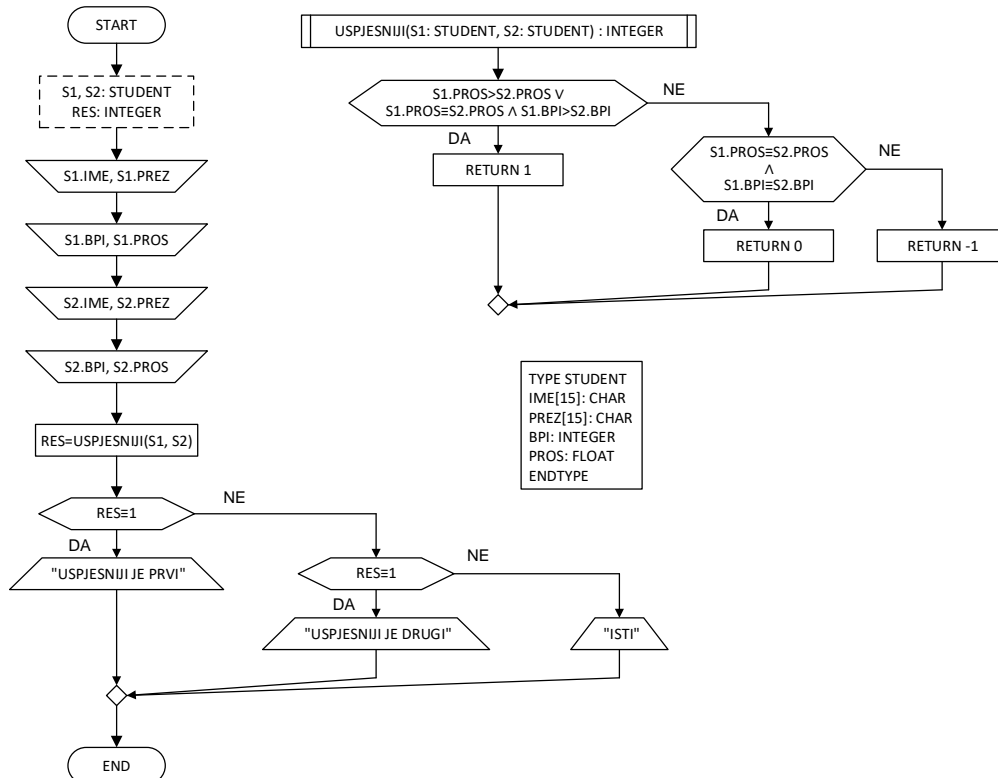 START
S1, S2: STUDENT
RES: INTEGER
S1.IME, S1.PREZ
S1.BPI, S1.PROS
S2.IME, S2.PREZ
S2.BPI, S2.PROS
RES=USPJESNIJI(S1, S2)
RES≡1
NE
DA
"USPJESNIJI JE PRVI"
RES≡1
NE
DA
"USPJESNIJI JE DRUGI"
"ISTI"
END
USPJESNIJI(S1: STUDENT, S2: STUDENT) : INTEGER
S1.PROS>S2.PROS ∨
S1.PROS≡S2.PROS ∧ S1.BPI>S2.BPI
NE
DA
RETURN 1
S1.PROS≡S2.PROS
∧
S1.BPI≡S2.BPI
NE
DA
RETURN 0
RETURN -1
TYPE STUDENT
IME[15]: CHAR
PREZ[15]: CHAR
BPI: INTEGER
PROS: FLOAT
ENDTYPE